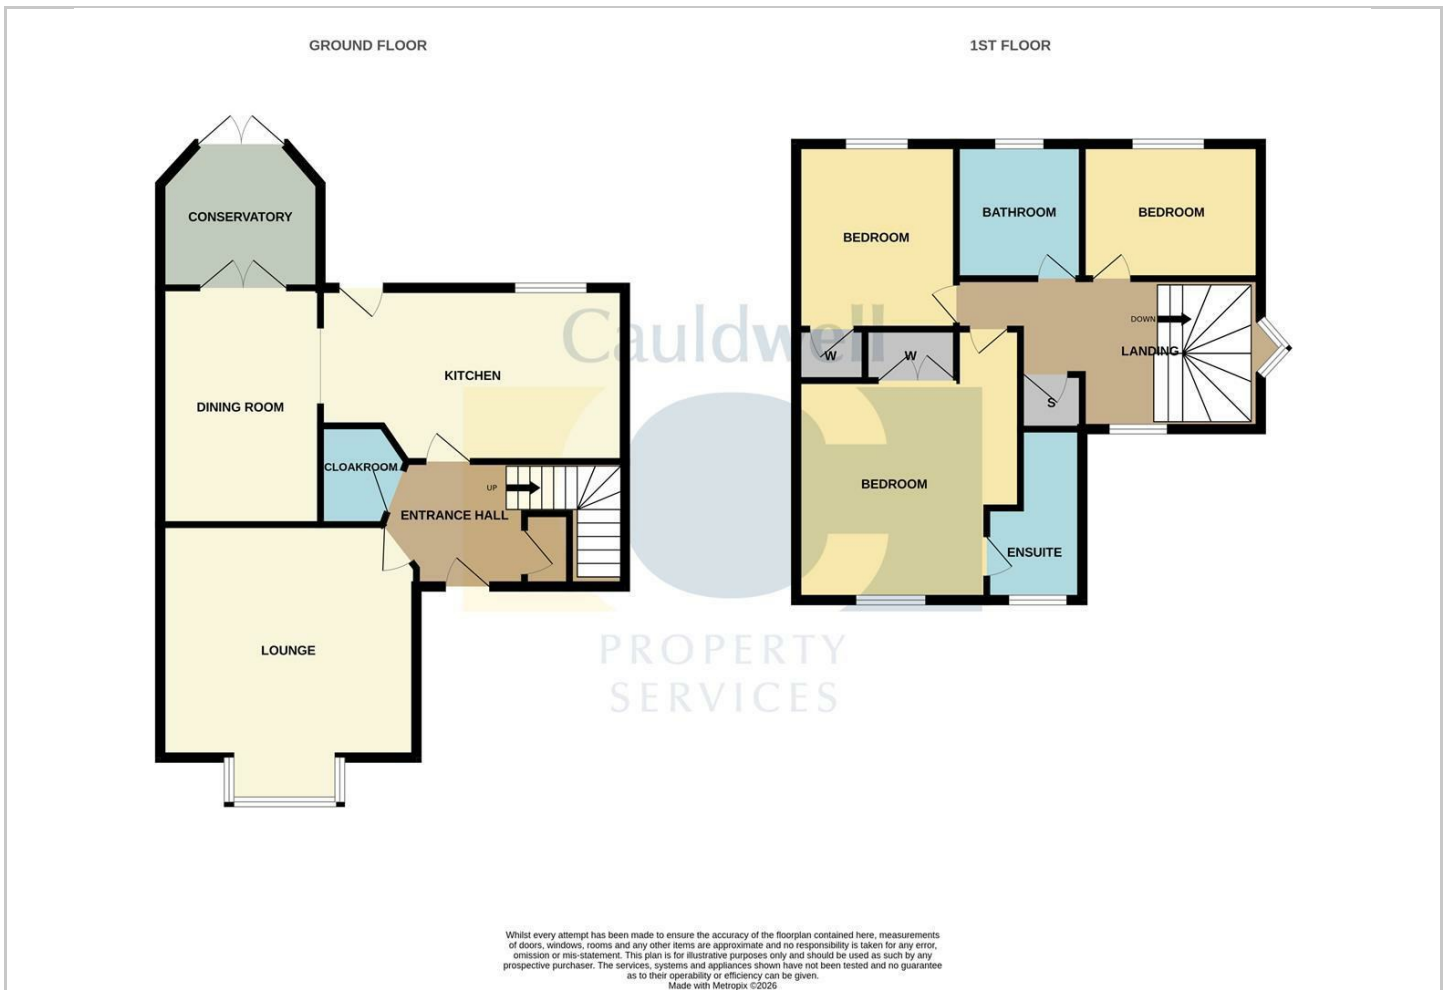 GROUND FLOOR
1ST FLOOR
CONSERVATORY
DINING ROOM
KITCHEN
CLOAKROOM
UP
ENTRANCE HALL
LOUNGE
BEDROOM
BATHROOM
BEDROOM
DOWN
LANDING
W
W
S
BEDROOM
ENSUITE
Cauldwell
PROPERTY
SERVICES
Whilst every attempt has been made to ensure the accuracy of the floorplan contained here, measurements
of doors, windows, rooms and any other items are approximate and no responsibility is taken for any error,
omission or mis-statement. This plan is for illustrative purposes only and should be used as such by any
prospective purchaser. The services, systems and appliances shown have not been tested and no guarantee
as to their operability or efficiency can be given.
Made with Metropix ©2026